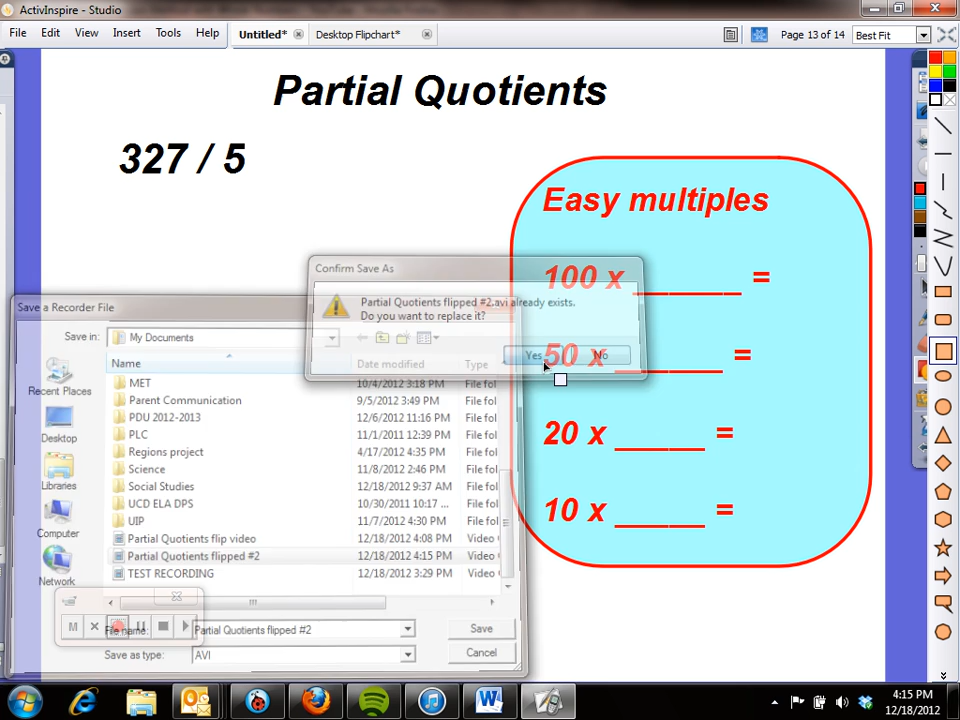 ActivInspire - Studio
File Edit View Insert Tools Help Untitled* Desktop Flipchart* Page 13 of 14 Best Fit
Partial Quotients
327 / 5
Easy multiples
100 x ______ =
50 x ______ =
20 x _____ =
10 x _____ =
Confirm Save As
Partial Quotients flipped #2.avi already exists.
Do you want to replace it?
Yes No
Save a Recorder File
Save in: My Documents
Name Date modified Type
MET 10/4/2012 3:18 PM File fol
Parent Communication 9/5/2012 3:49 PM File fol
PDU 2012-2013 12/6/2012 11:16 PM File fol
PLC 11/1/2011 12:39 PM File fol
Regions project 4/17/2012 4:35 PM File fol
Science 11/8/2012 2:46 PM File fol
Social Studies 12/18/2012 9:37 AM File fol
UCD ELA DPS 10/30/2011 10:17 ... File fol
UIP 11/7/2012 4:30 PM File fol
Partial Quotients flip video 12/18/2012 4:08 PM Video
Partial Quotients flipped #2 12/18/2012 4:15 PM Video
TEST RECORDING 12/18/2012 3:29 PM Video
Recent Places
Desktop
Libraries
Computer
Network
M
File name: Partial Quotients flipped #2 Save
Save as type: AVI Cancel
4:15 PM
12/18/2012